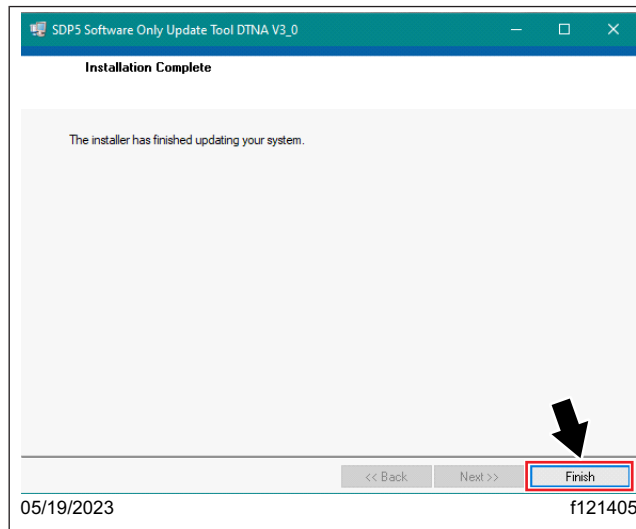 SDP5 Software Only Update Tool DTNA V3_0
Installation Complete
The installer has finished updating your system.
<< Back Next >> Finish
05/19/2023 f121405